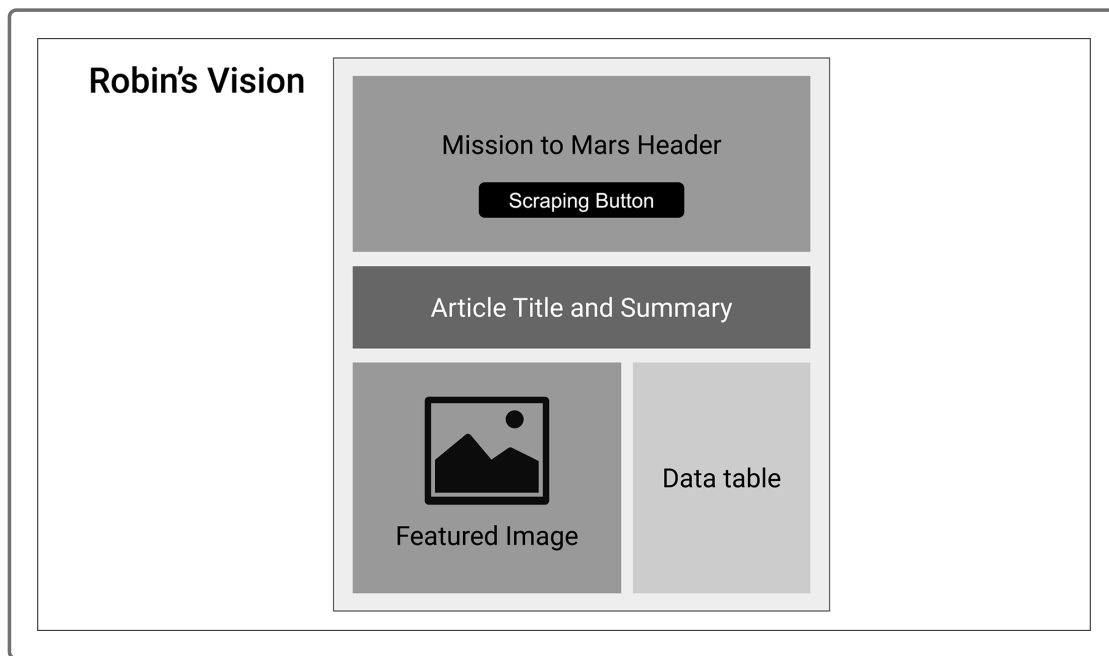 Robin’s Vision
Mission to Mars Header
Scraping Button
Article Title and Summary
Featured Image
Data table